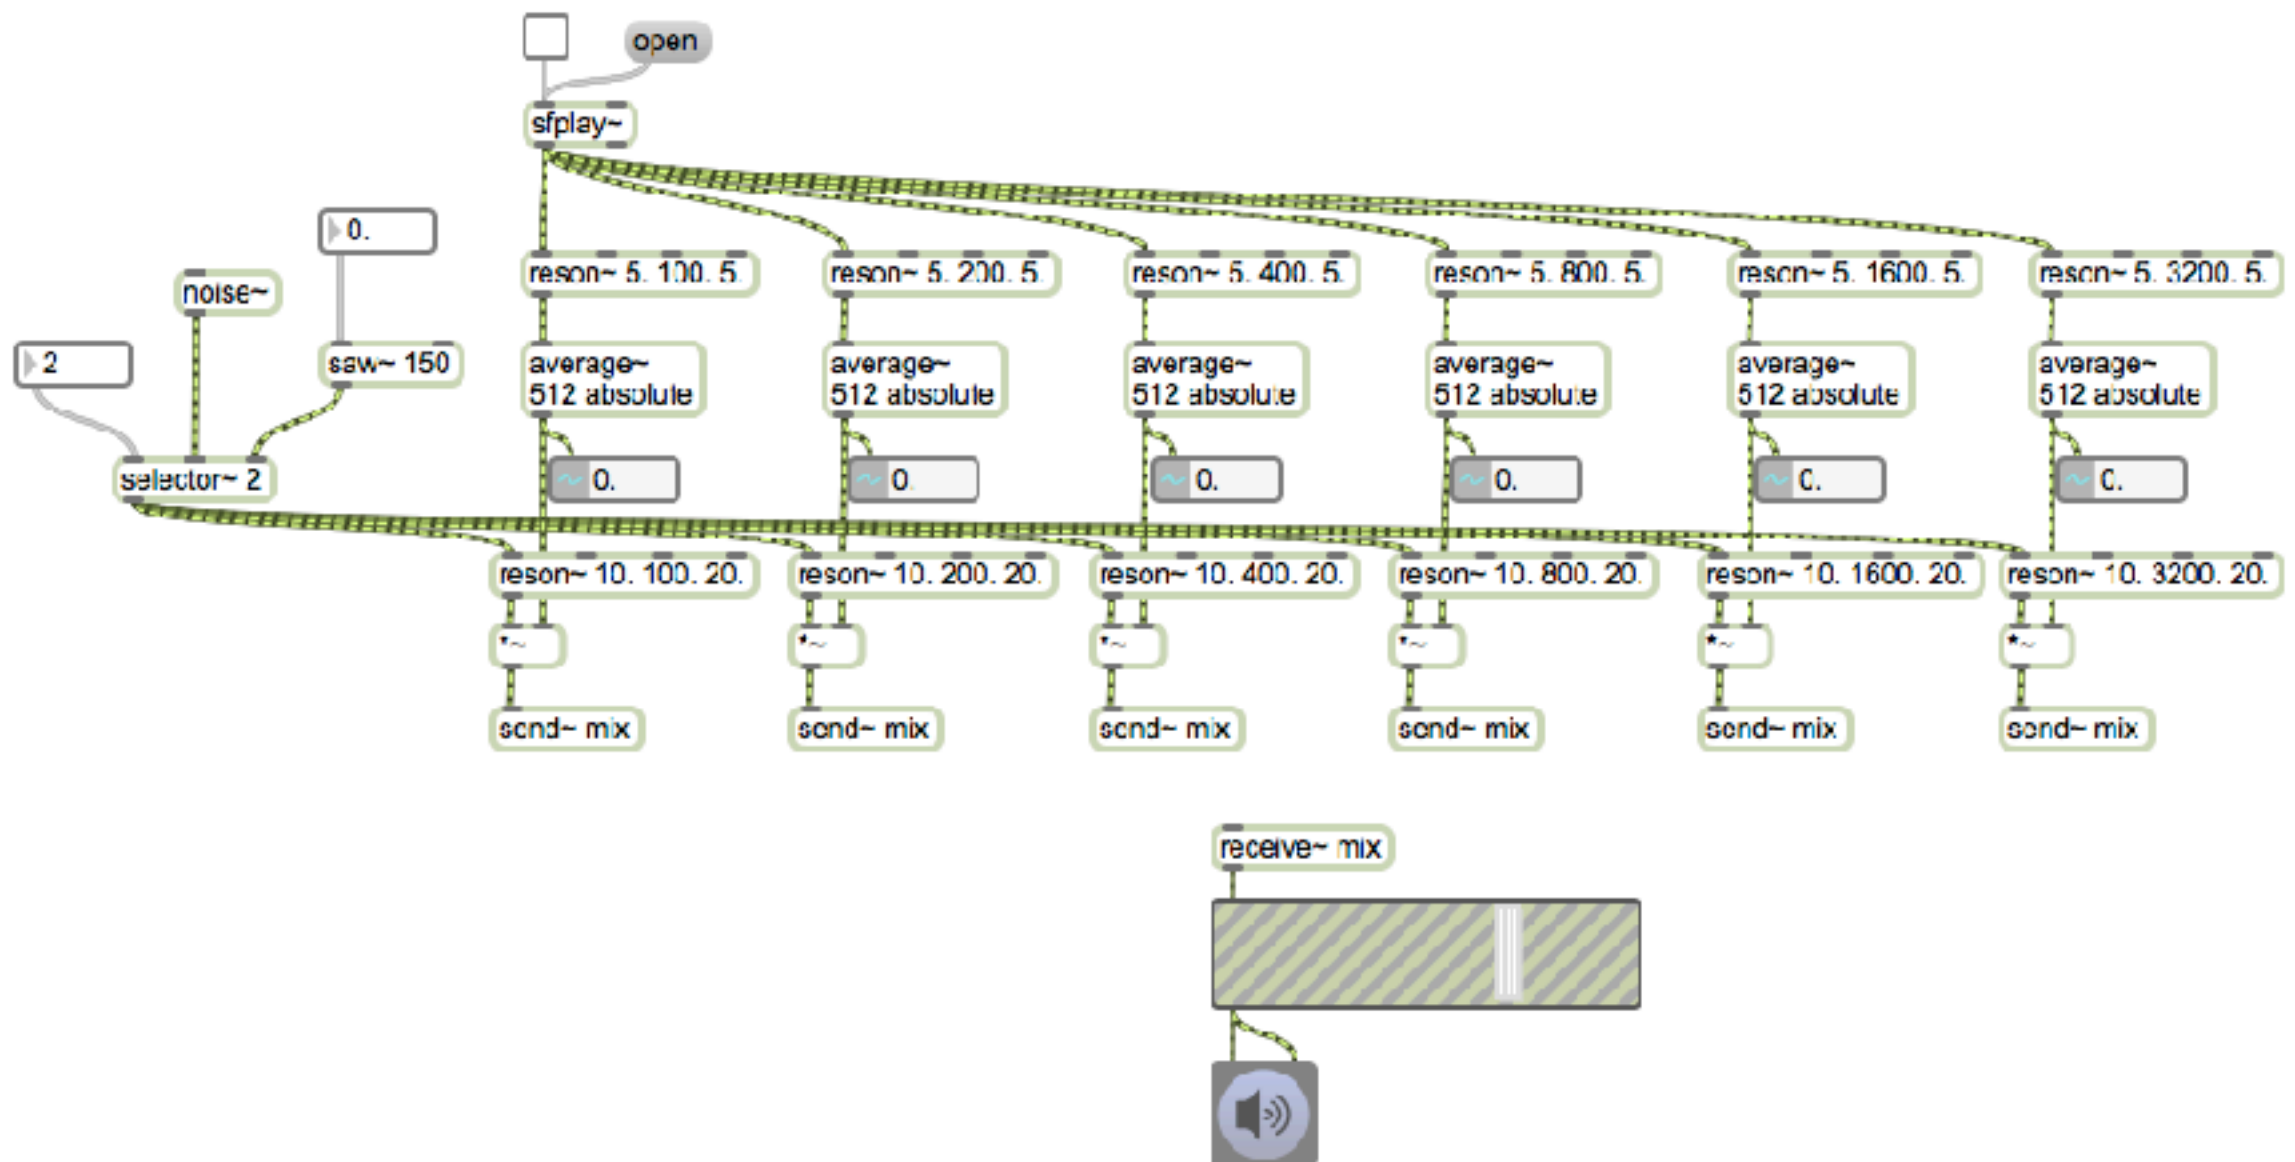 open
sfplay~
0.
reson~ 5. 100. 5.
reson~ 5. 200. 5.
reson~ 5. 400. 5.
reson~ 5. 800. 5.
reson~ 5. 1600. 5.
reson~ 5. 3200. 5.
noise~
2
saw~ 150
average~
512 absolute
average~
512 absolute
average~
512 absolute
average~
512 absolute
average~
512 absolute
average~
512 absolute
selector~ 2
~ 0.
~ 0.
~ 0.
~ 0.
~ 0.
~ 0.
reson~ 10. 100. 20.
reson~ 10. 200. 20.
reson~ 10. 400. 20.
reson~ 10. 800. 20.
reson~ 10. 1600. 20.
reson~ 10. 3200. 20.
*~
*~
*~
*~
*~
*~
send~ mix
send~ mix
send~ mix
send~ mix
send~ mix
send~ mix
receive~ mix